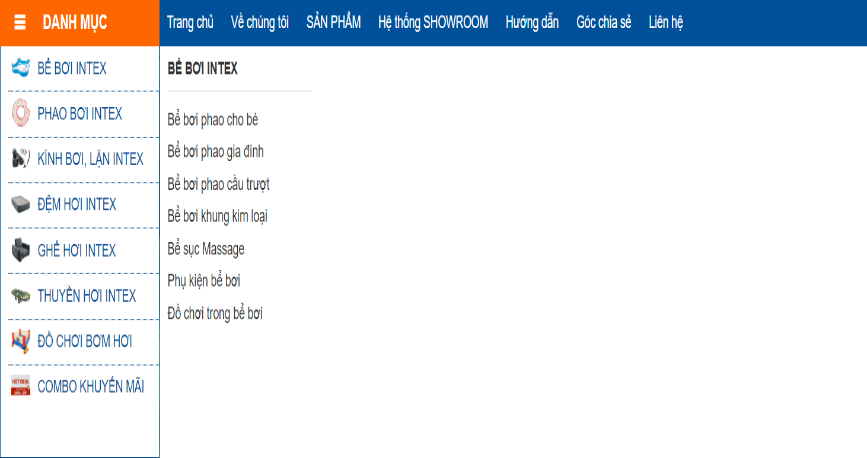 DANH MỤC
Trang chủ Về chúng tôi SẢN PHẨM Hệ thống SHOWROOM Hướng dẫn Góc chia sẻ Liên hệ
BỂ BƠI INTEX
PHAO BƠI INTEX
KÍNH BƠI, LẶN INTEX
ĐỆM HƠI INTEX
GHẾ HƠI INTEX
THUYỀN HƠI INTEX
ĐỒ CHƠI BƠM HƠI
HOT DEAL
COMBO KHUYẾN MÃI
BỂ BƠI INTEX
Bể bơi phao cho bé
Bể bơi phao gia đình
Bể bơi phao cầu trượt
Bể bơi khung kim loại
Bể sục Massage
Phụ kiện bể bơi
Đồ chơi trong bể bơi